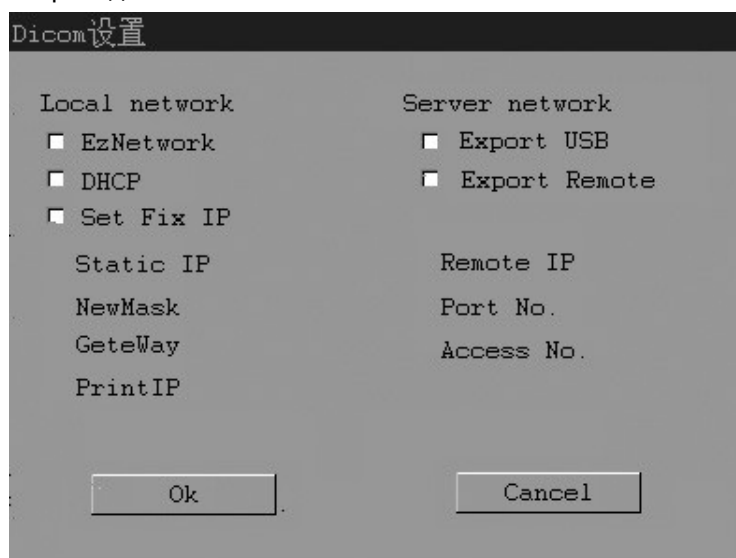 Dicom设置
Local network
EzNetwork
DHCP
Set Fix IP
Static IP
NewMask
GeteWay
PrintIP
Server network
Export USB
Export Remote
Remote IP
Port No.
Access No.
Ok
Cancel